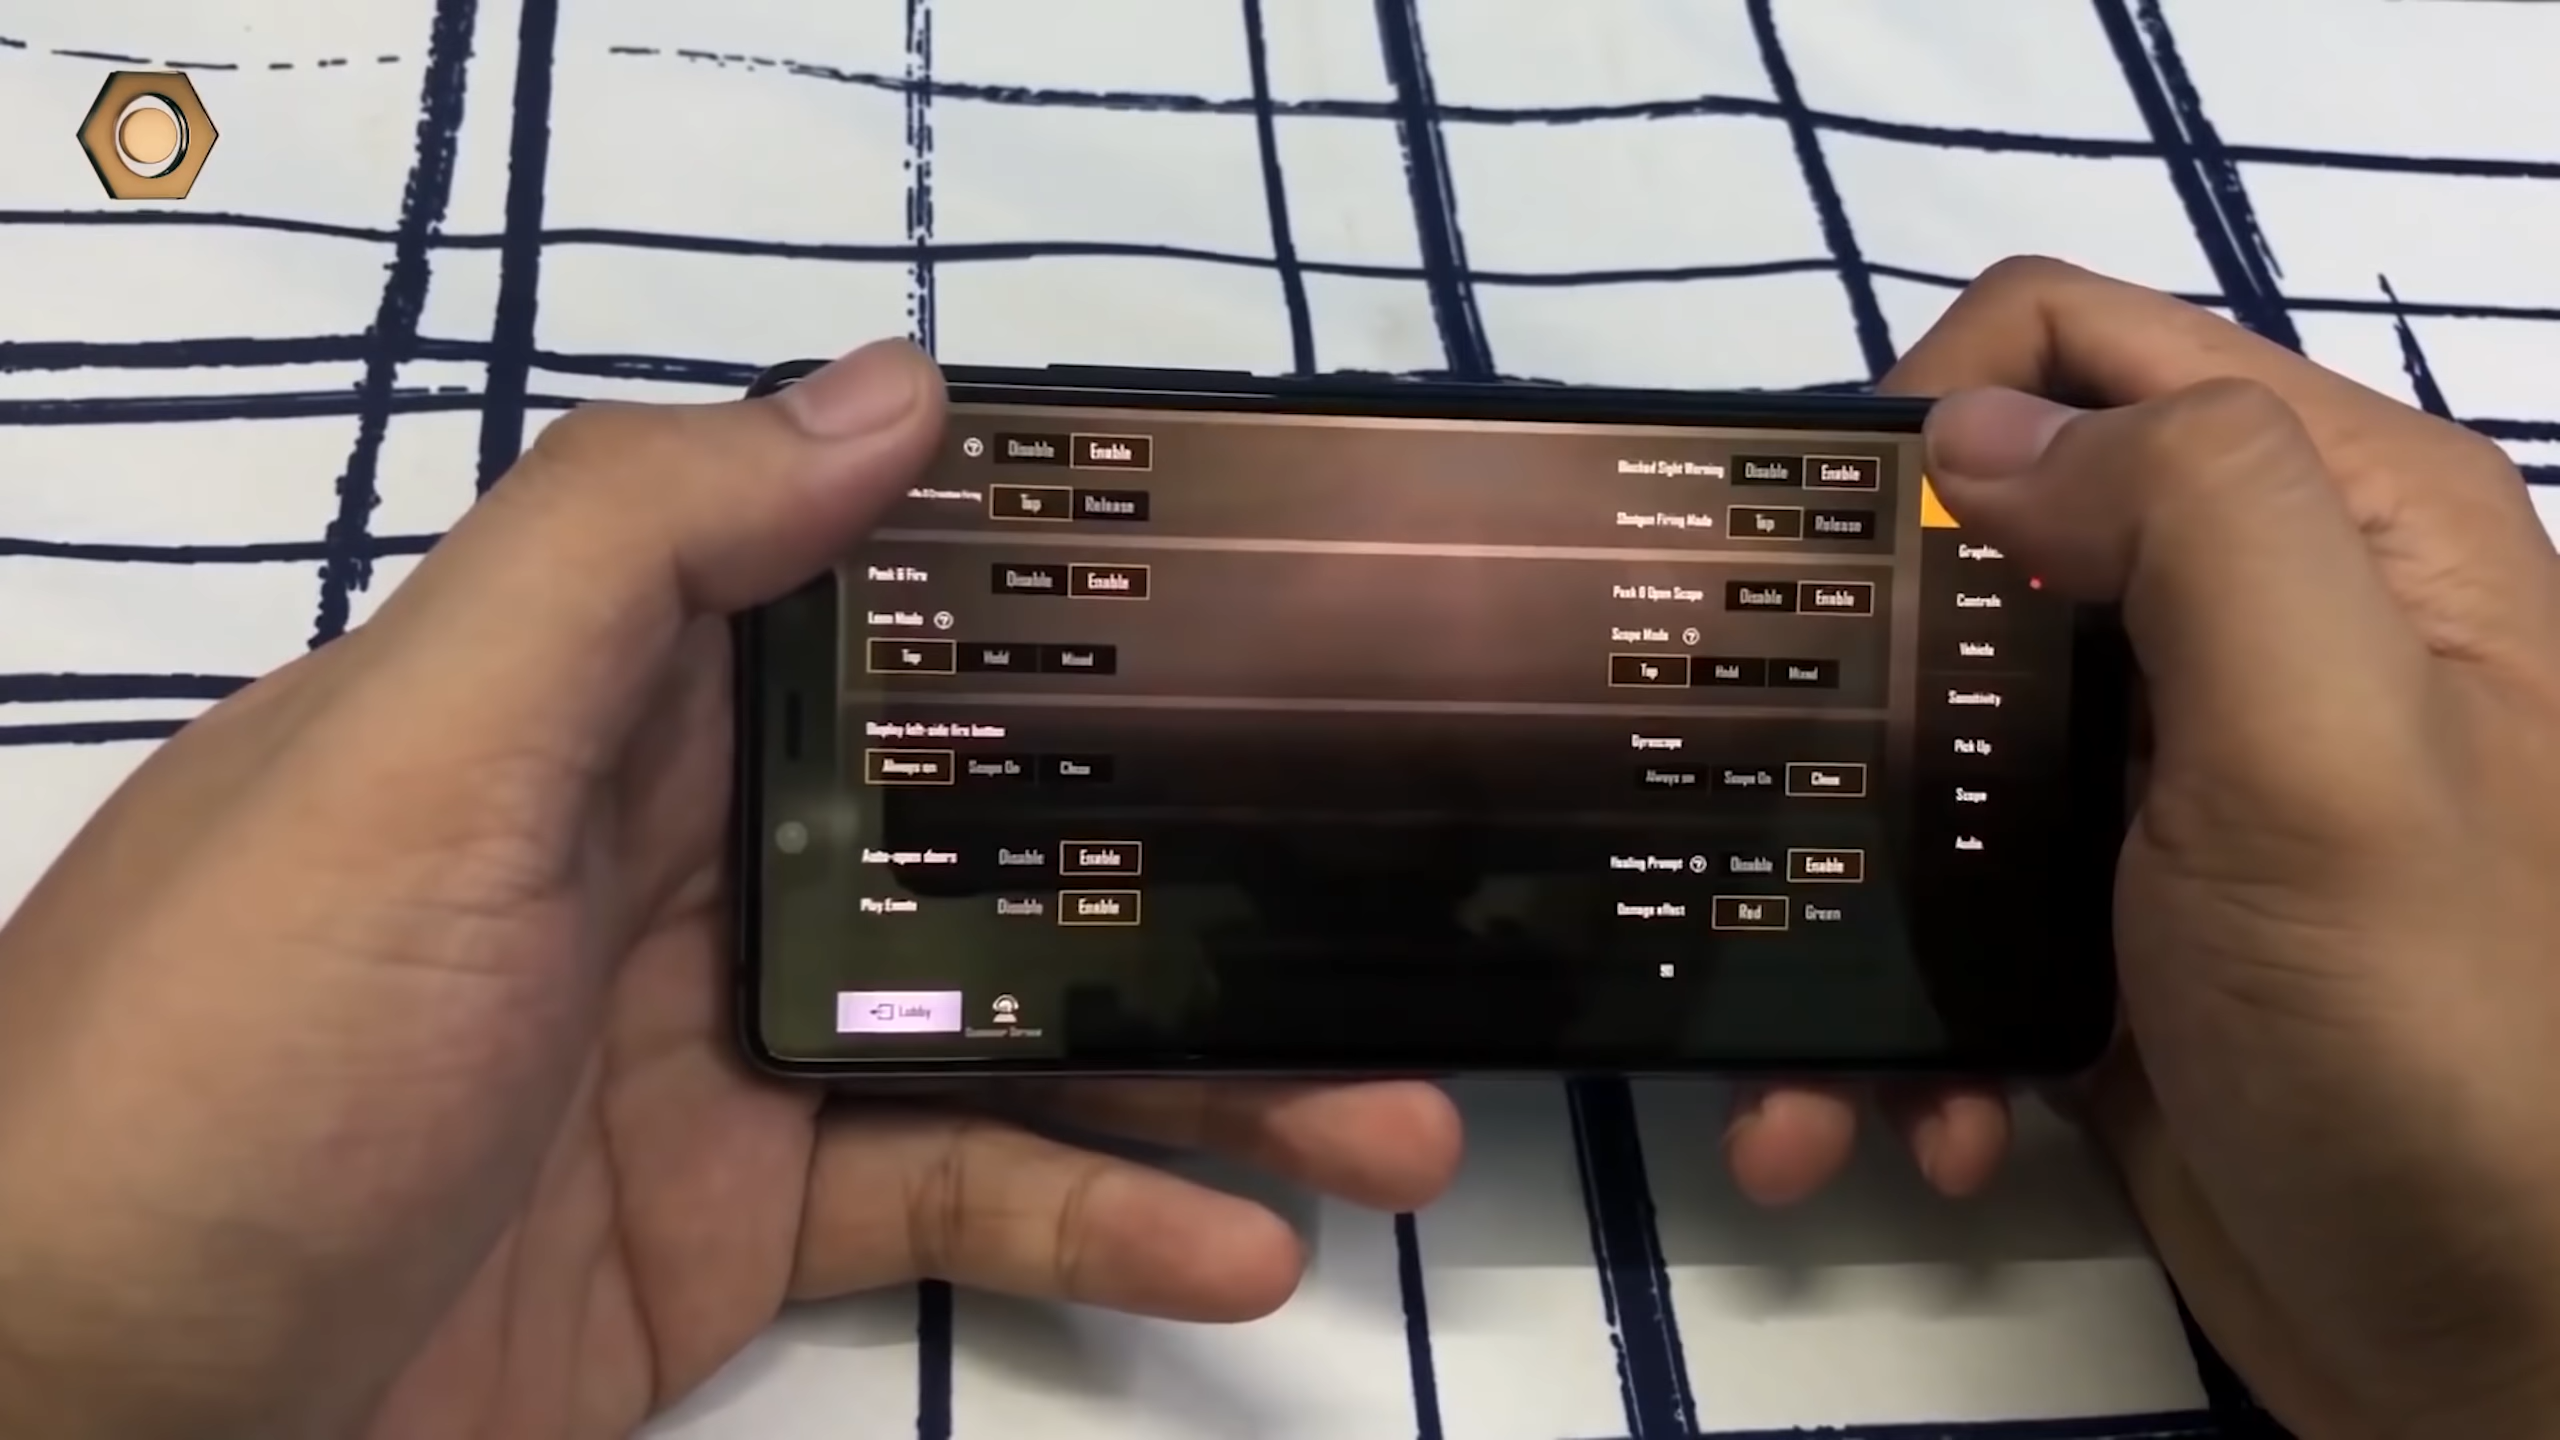 Disable Enable
Blocked Sight Warning Disable Enable
Tap Release
Shotgun Firing Mode Tap Release
Peek & Fire Disable Enable
Peek & Open Scope Disable Enable
Lean Mode
Tap Hold Mixed
Scope Mode
Tap Hold Mixed
Display left-side fire button
Always on Scope On Close
Gyroscope
Always on Scope On Close
Auto-open doors Disable Enable
Healing Prompt Disable Enable
Play Emote Disable Enable
Damage effect Red Green
90
Lobby
Customer Service
Controls
Vehicle
Sensitivity
Pick Up
Scope
Audio